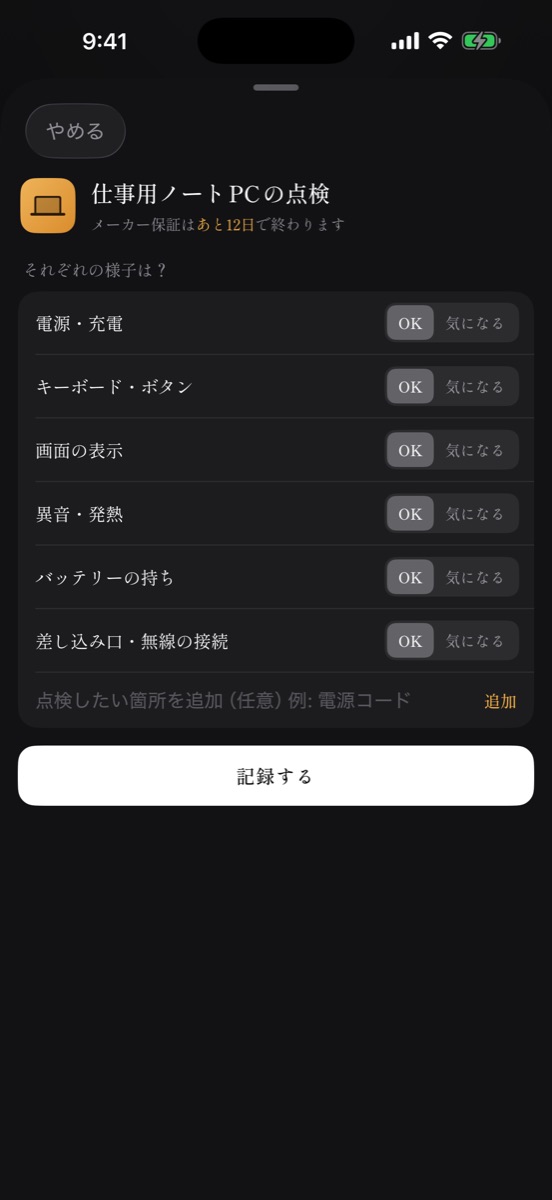 9:41
やめる
仕事用ノートPCの点検
メーカー保証はあと12日で終わります
それぞれの様子は？
電源・充電 OK 気になる
キーボード・ボタン OK 気になる
画面の表示 OK 気になる
異音・発熱 OK 気になる
バッテリーの持ち OK 気になる
差し込み口・無線の接続 OK 気になる
点検したい箇所を追加（任意）例: 電源コード 追加
記録する